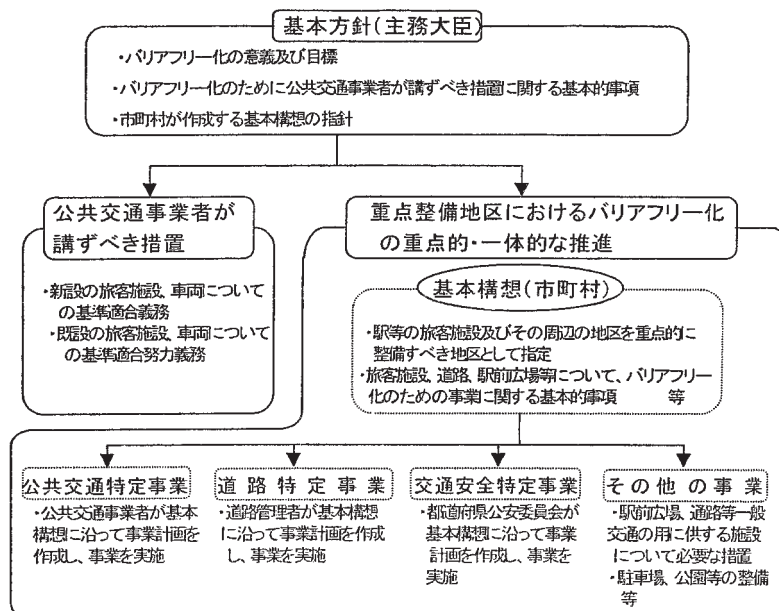 基本方針(主務大臣)
・バリアフリー化の意義及び目標
・バリアフリー化のために公共交通事業者が講ずべき措置に関する基本的事項
・市町村が作成する基本構想の指針
公共交通事業者が
講ずべき措置
・新設の旅客施設、車両について
の基準適合義務
・既設の旅客施設、車両について
の基準適合努力義務
重点整備地区におけるバリアフリー化
の重点的・一体的な推進
基本構想(市町村)
・駅等の旅客施設及びその周辺の地区を重点的に
整備すべき地区として指定
・旅客施設、道路、駅前広場等について、バリアフリー
化のための事業に関する基本的事項 等
公共交通特定事業
・公共交通事業者が基本
構想に沿って事業計画を
作成し、事業を実施
道路特定事業
・道路管理者が基本構想
に沿って事業計画を作成
し、事業を実施
交通安全特定事業
・都道府県公安委員会が
基本構想に沿って事業
計画を作成し、事業を
実施
その他の事業
・駅前広場、通路等一般
交通の用に供する施設
について必要な措置
・駐車場、公園等の整備
等